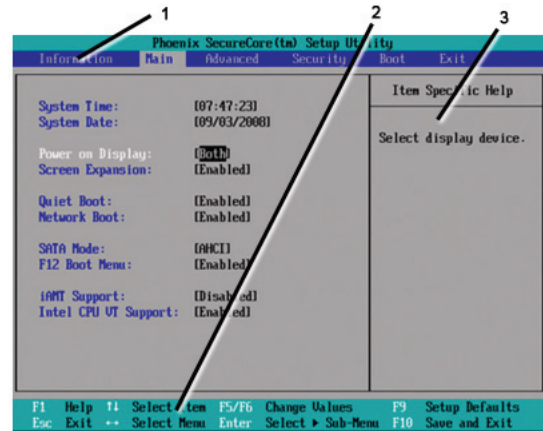 1
2
3
Phoenix SecureCore(tm) Setup Utility
Information Main Advanced Security Boot Exit
Item Specific Help
System Time: [07:47:23]
System Date: [09/03/2008]
Select display device.
Power on Display: [Both]
Screen Expansion: [Enabled]
Quiet Boot: [Enabled]
Network Boot: [Enabled]
SATA Mode: [AHCI]
F12 Boot Menu: [Enabled]
iAMT Support: [Disabled]
Intel CPU VT Support: [Enabled]
F1 Help ↑↓ Select Item F5/F6 Change Values F9 Setup Defaults
Esc Exit ↔ Select Menu Enter Select ▶ Sub-Menu F10 Save and Exit